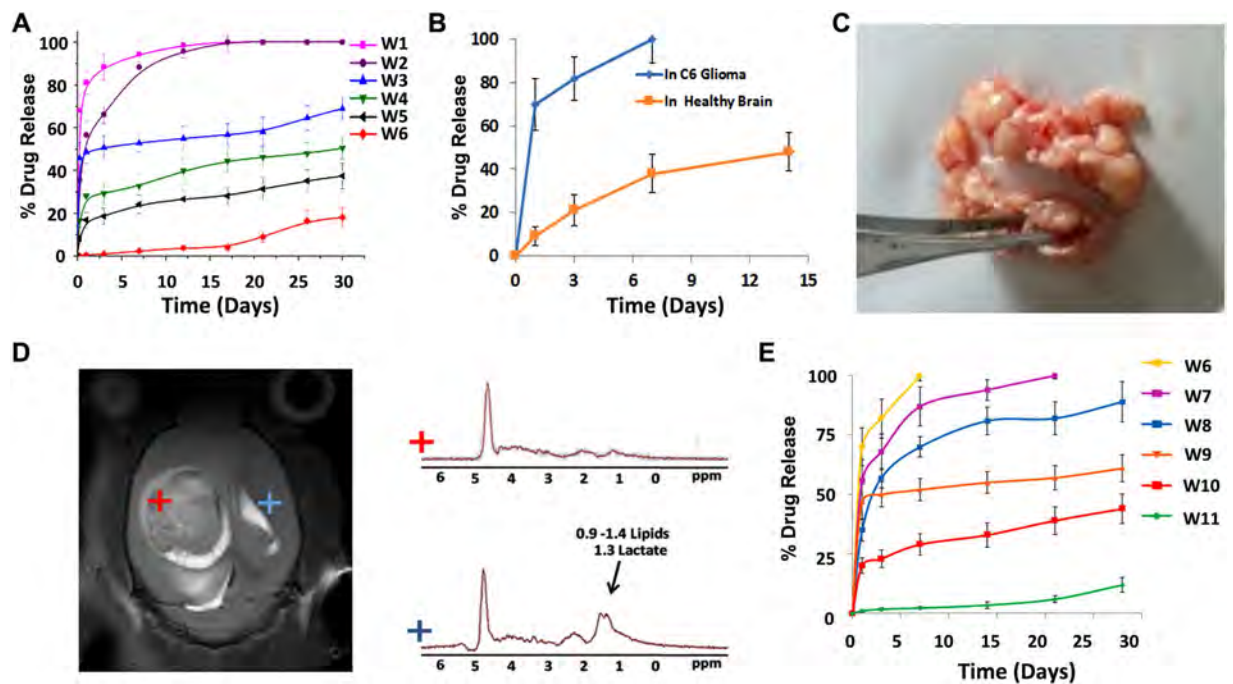 A
% Drug Release
100
80
60
40
20
0
0 5 10 15 20 25 30
Time (Days)
W1
W2
W3
W4
W5
W6
B
% Drug Release
100
80
60
40
20
0
0 3 6 9 12 15
Time (Days)
In C6 Glioma
In Healthy Brain
C
D
6 5 4 3 2 1 0 ppm
0.9 -1.4 Lipids
1.3 Lactate
6 5 4 3 2 1 0 ppm
E
% Drug Release
100
75
50
25
0
0 5 10 15 20 25 30
Time (Days)
W6
W7
W8
W9
W10
W11